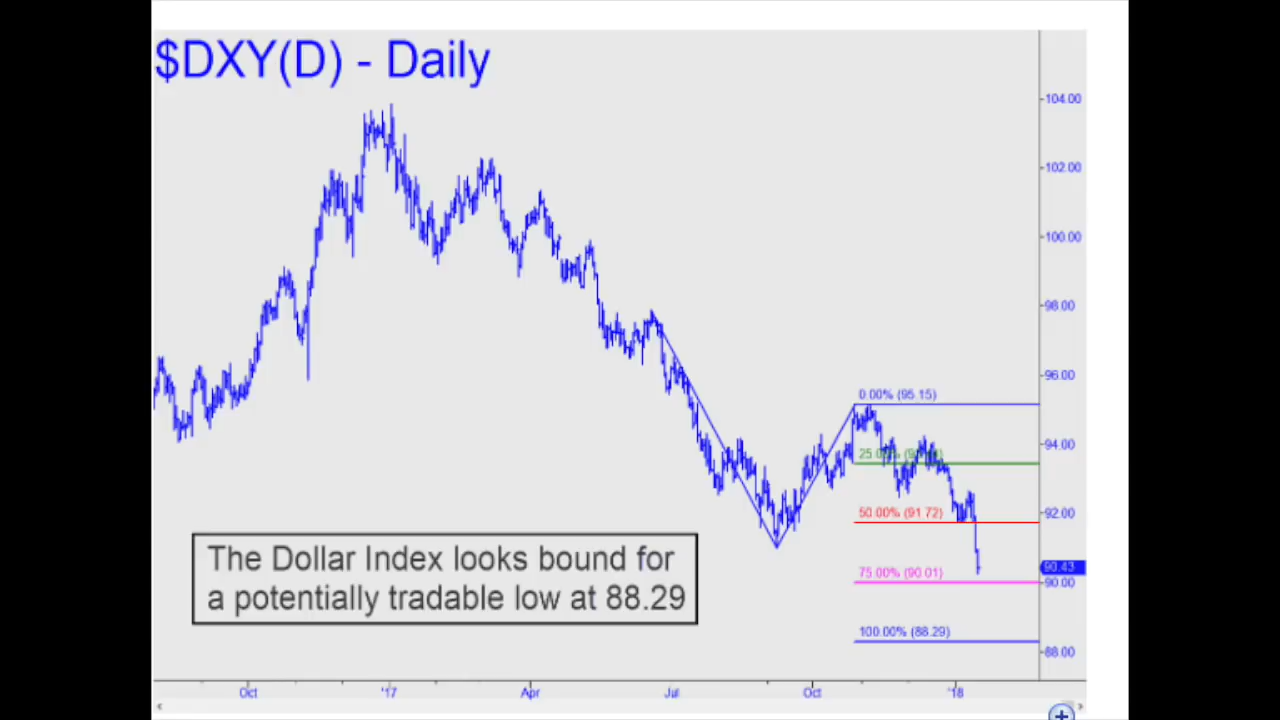 $DXY(D) - Daily
104.00
102.00
100.00
98.00
96.00
0.00% (95.15)
94.00
25.00%
50.00% (91.72)
92.00
The Dollar Index looks bound for
a potentially tradable low at 88.29
75.00% (90.01)
90.43
90.00
100.00% (88.29)
88.00
Oct
'17
Apr
Jul
Oct
'18